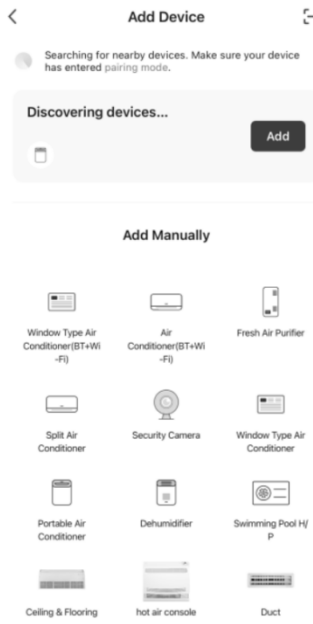 Add Device
Searching for nearby devices. Make sure your device
has entered pairing mode.
Discovering devices...
Add
Add Manually
Window Type Air
Conditioner(BT+Wi
-Fi)
Air
Conditioner(BT+Wi
-Fi)
Fresh Air Purifier
Split Air
Conditioner
Security Camera
Window Type Air
Conditioner
Portable Air
Conditioner
Dehumidifier
Swimming Pool H/
P
Ceiling & Flooring
hot air console
Duct